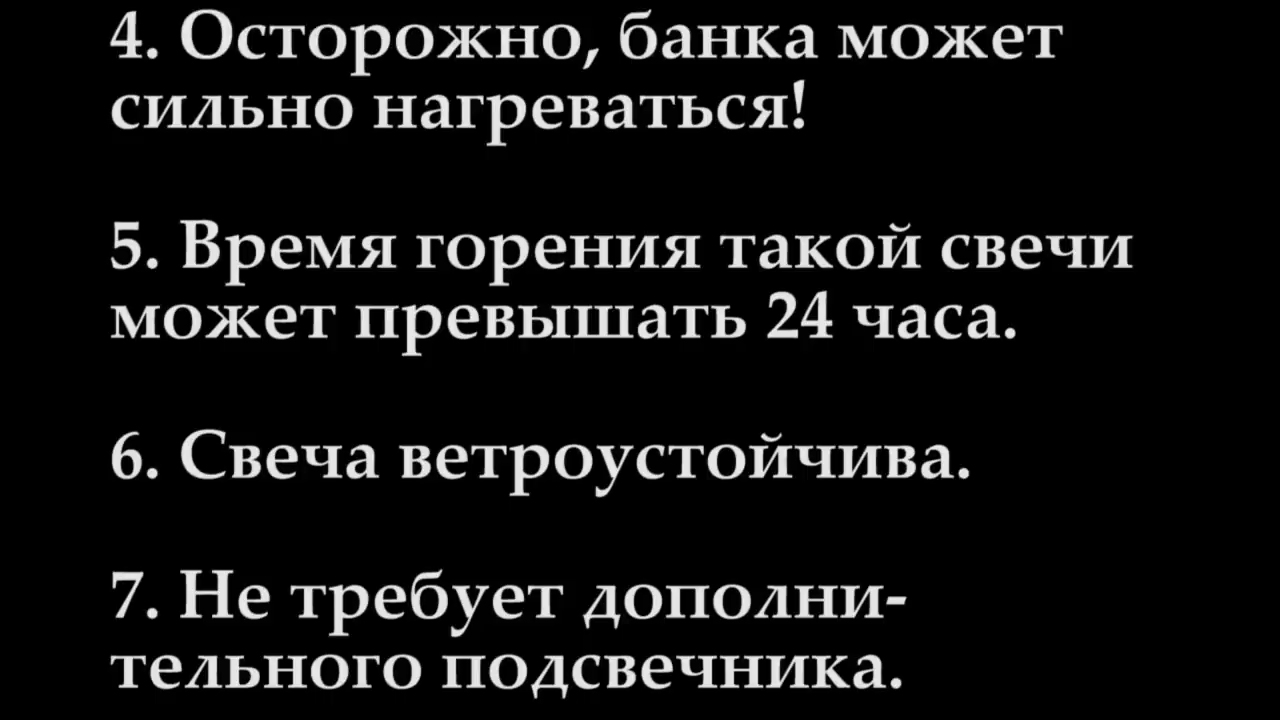 4. Осторожно, банка может
сильно нагреваться!
5. Время горения такой свечи
может превышать 24 часа.
6. Свеча ветроустойчива.
7. Не требует дополни-
тельного подсвечника.